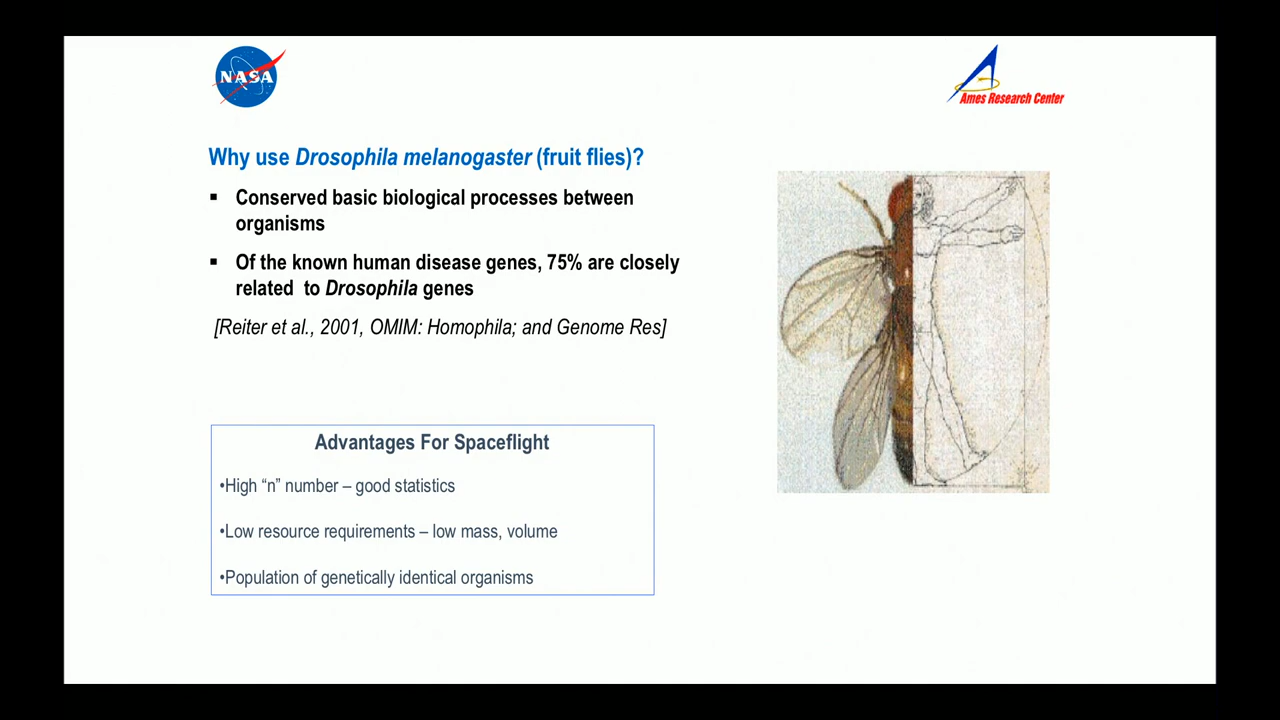 NASA
Ames Research Center
Why use Drosophila melanogaster (fruit flies)?
▪ Conserved basic biological processes between
organisms
▪ Of the known human disease genes, 75% are closely
related  to Drosophila genes
[Reiter et al., 2001, OMIM: Homophila; and Genome Res]
Advantages For Spaceflight
•High “n” number – good statistics
•Low resource requirements – low mass, volume
•Population of genetically identical organisms